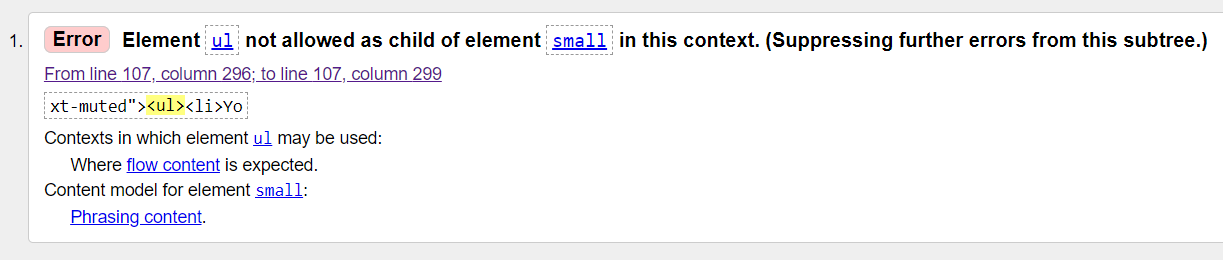 1. Error Element ul not allowed as child of element small in this context. (Suppressing further errors from this subtree.)
From line 107, column 296; to line 107, column 299
xt-muted"><ul><li>Yo
Contexts in which element ul may be used:
Where flow content is expected.
Content model for element small:
Phrasing content.